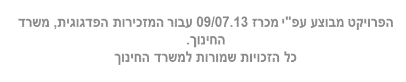 הפרויקט מבוצע עפ"י מכרז 09/07.13 עבור המזכירות הפדגוגית, משרד
החינוך.
כל הזכויות שמורות למשרד החינוך